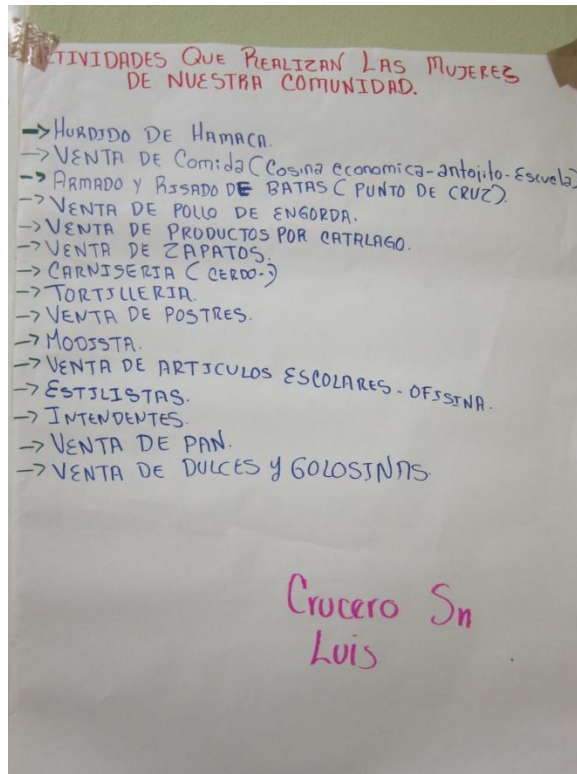 ACTIVIDADES QUE REALIZAN LAS MUJERES
DE NUESTRA COMUNIDAD.
→ HURDIDO DE HAMACA.
→ VENTA DE Comida (Cosina economica-antojito-Escuela)
→ ARMADO Y RISADO DE BATAS (PUNTO DE CRUZ).
→ VENTA DE POLLO DE ENGORDA.
→ VENTA DE PRODUCTOS POR CATALAGO.
→ VENTA DE ZAPATOS.
→ CARNISERIA (CERDO-)
→ TORTILLERIA.
→ VENTA DE POSTRES.
→ MODISTA.
→ VENTA DE ARTICULOS ESCOLARES - OFISINA.
→ ESTILISTAS.
→ INTENDENTES.
→ VENTA DE PAN.
→ VENTA DE DULCES y GOLOSINAS.
Crucero Sn
Luis